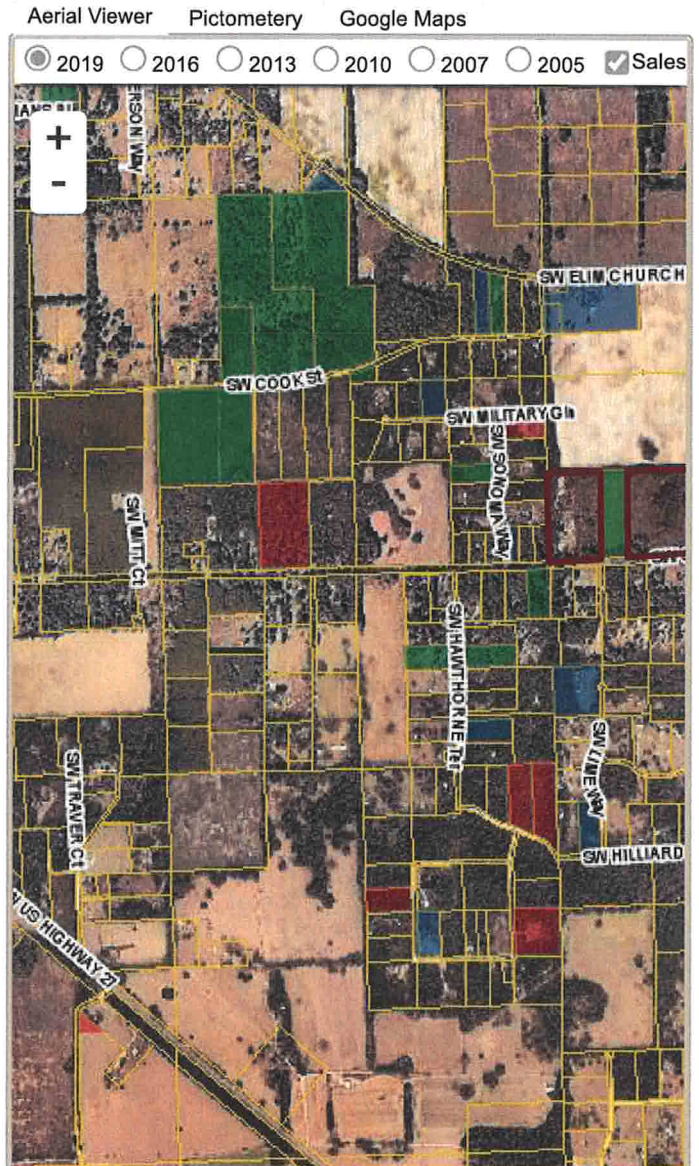 Aerial Viewer Pictometery Google Maps
2019 2016 2013 2010 2007 2005 Sales
ERSON WAY
+
-
SW ELIM CHURCH
SW COOK St
SW MILITARY Gln
SW SONOMA Way
SW MITT Ct
SW HAWTHORNE Ter
SW LIME Way
SW TRAVER Ct
SW HILLIARD
US HIGHWAY 27